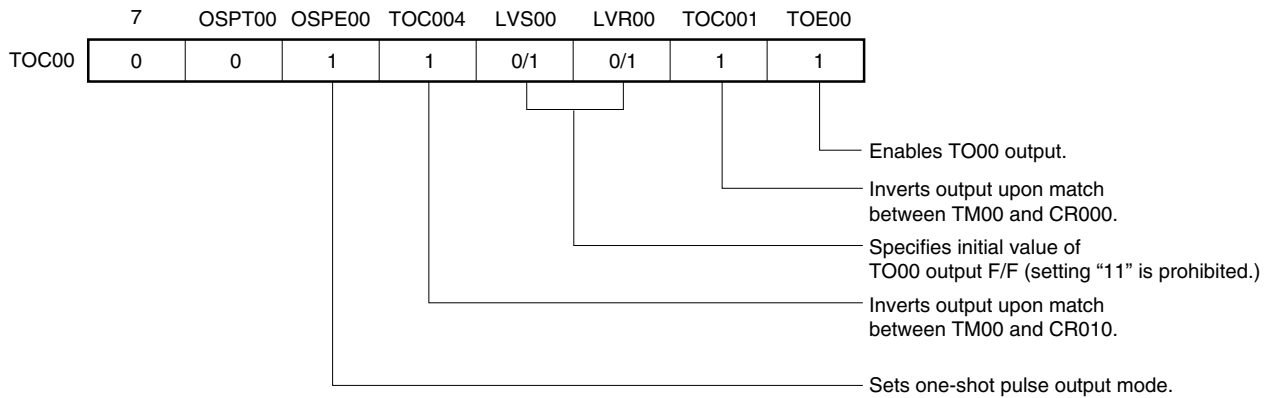 7 OSPT00 OSPE00 TOC004 LVS00 LVR00 TOC001 TOE00
TOC00 0 0 1 1 0/1 0/1 1 1
Enables TO00 output.
Inverts output upon match
between TM00 and CR000.
Specifies initial value of
TO00 output F/F (setting “11” is prohibited.)
Inverts output upon match
between TM00 and CR010.
Sets one-shot pulse output mode.